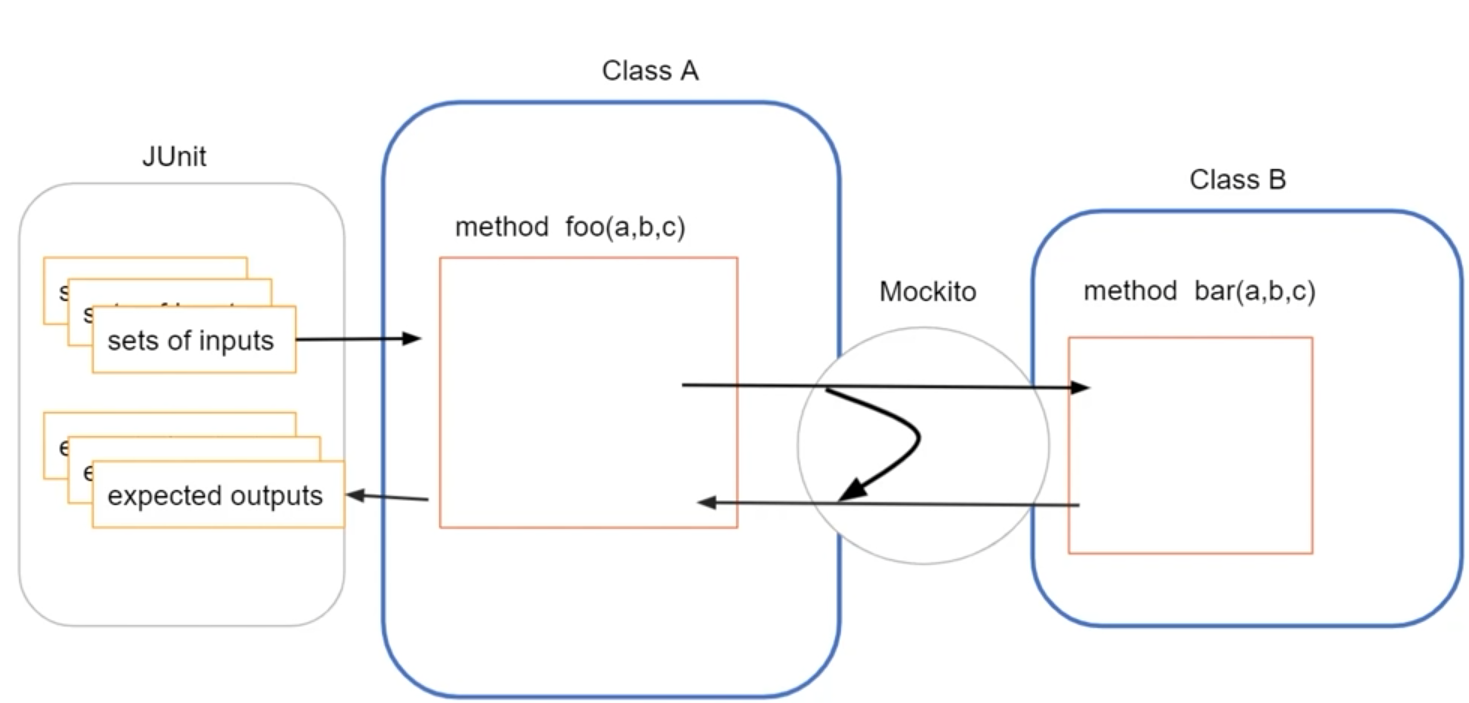 Class A
JUnit
Class B
method foo(a,b,c)
Mockito
method bar(a,b,c)
sets of inputs
expected outputs